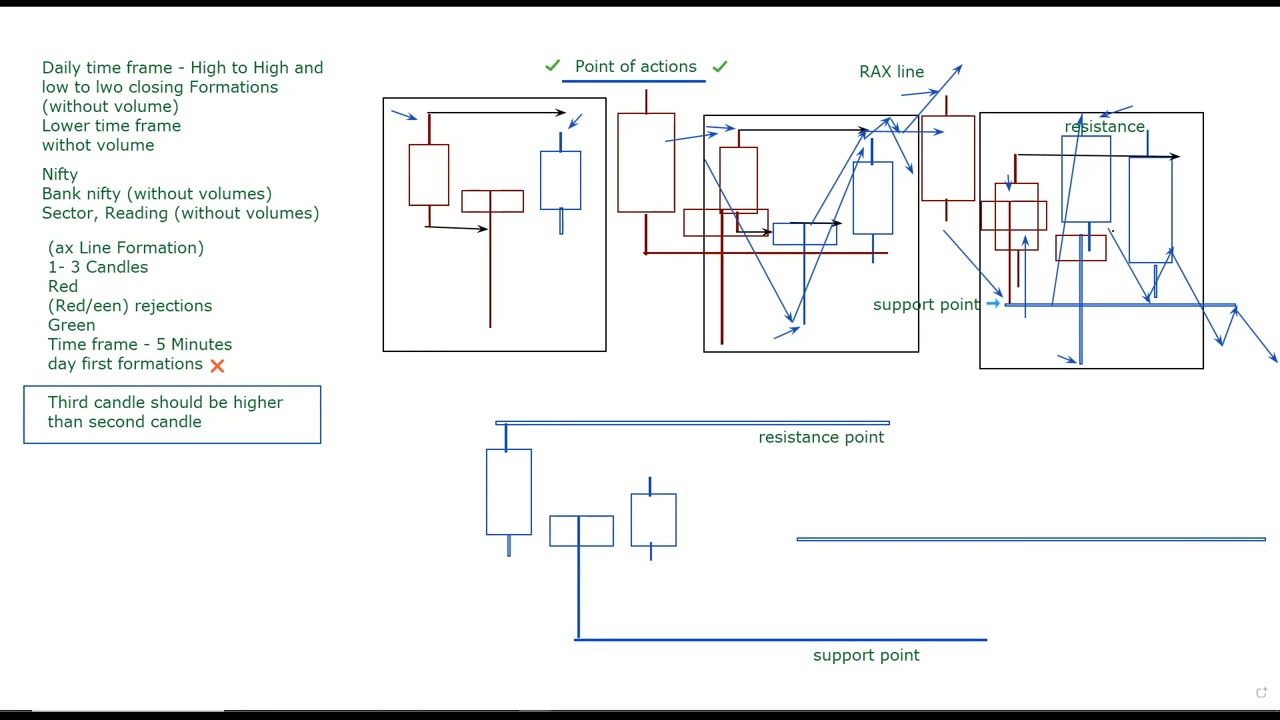 Daily time frame - High to High and
low to lwo closing Formations
(without volume)
Lower time frame
withot volume
Nifty
Bank nifty (without volumes)
Sector, Reading (without volumes)
(ax Line Formation)
1- 3 Candles
Red
(Red/een) rejections
Green
Time frame - 5 Minutes
day first formations
Third candle should be higher
than second candle
Point of actions
RAX line
resistance
support point
resistance point
support point